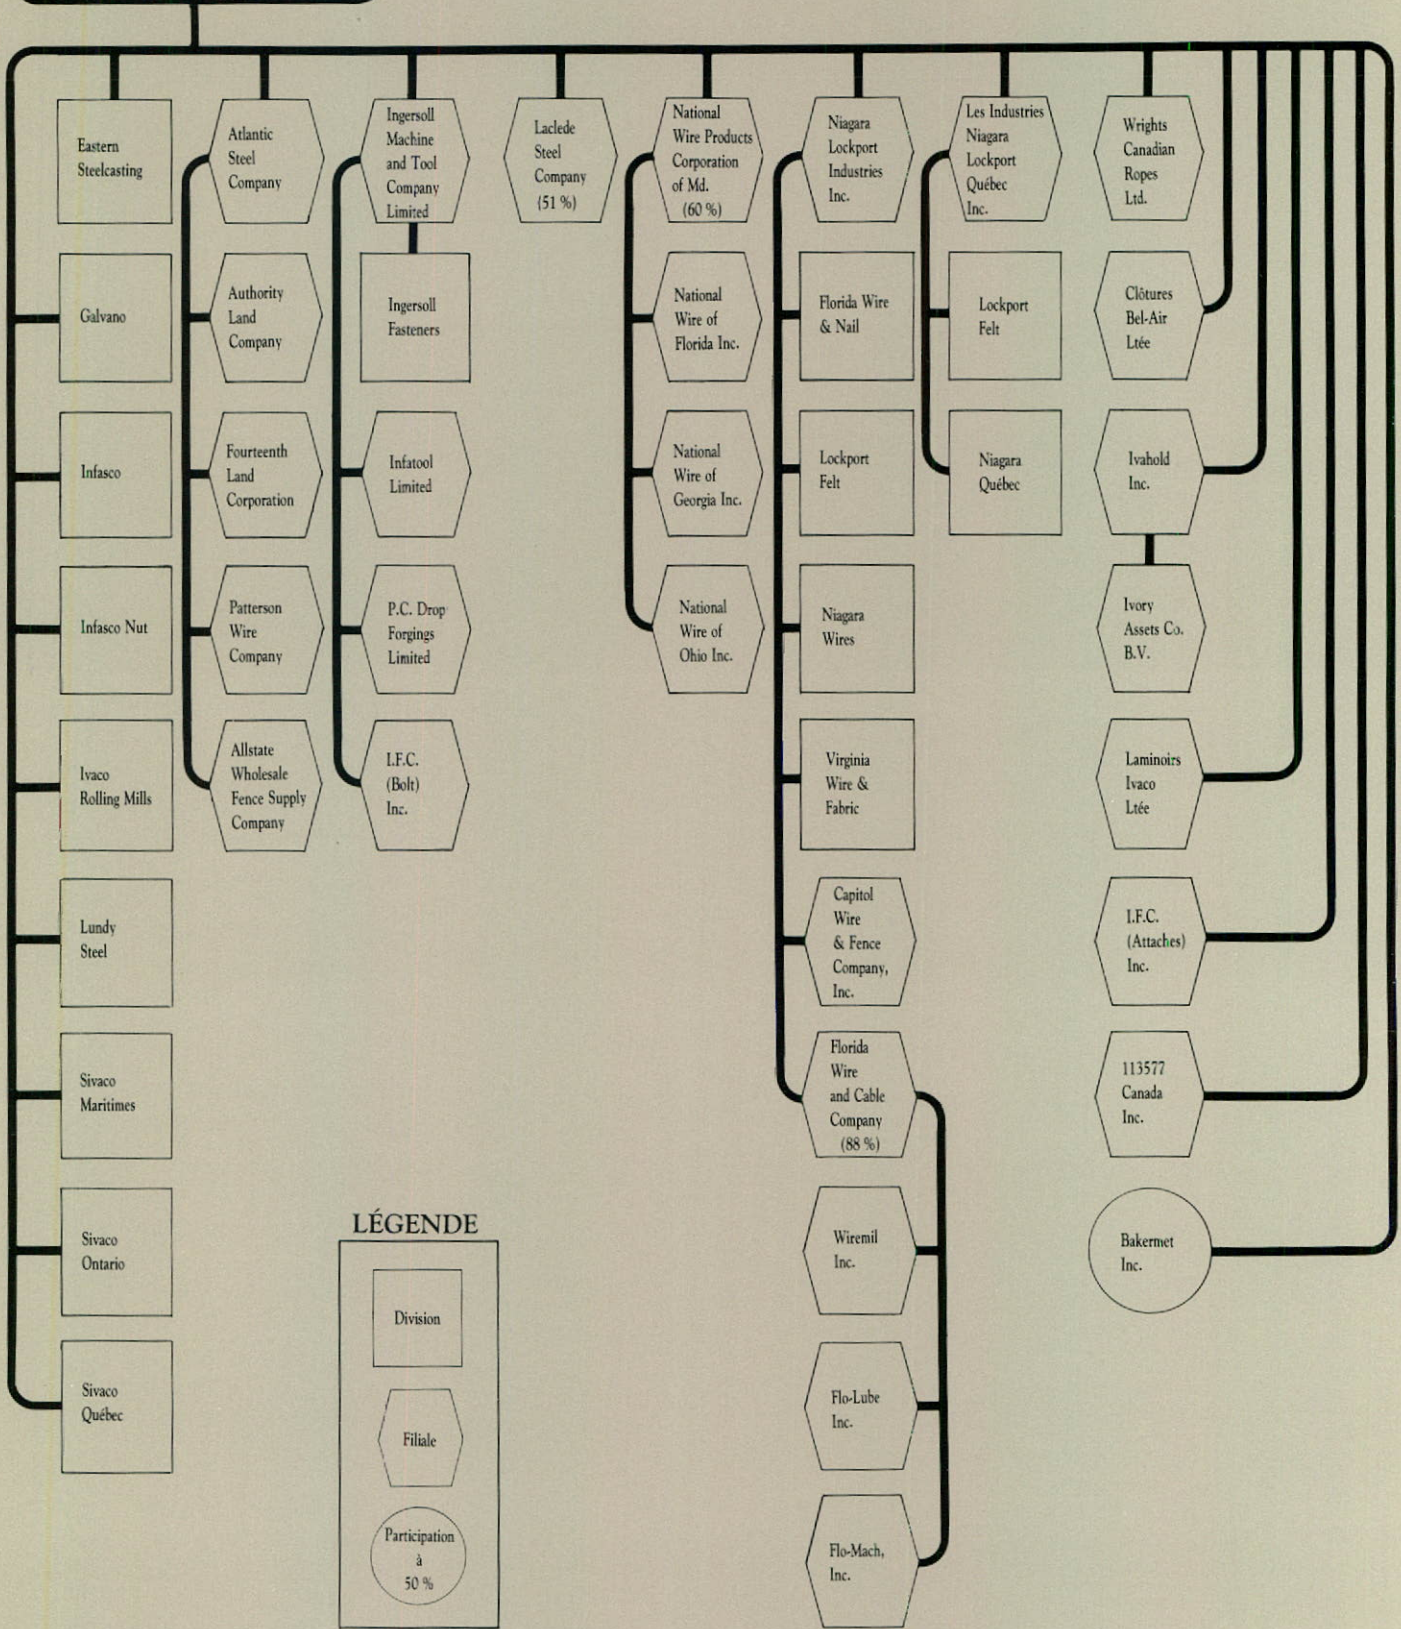 Eastern
Steelcasting
Galvano
Infasco
Infasco Nut
Ivaco
Rolling Mills
Lundy
Steel
Sivaco
Maritimes
Sivaco
Ontario
Sivaco
Québec
Atlantic
Steel
Company
Authority
Land
Company
Fourteenth
Land
Corporation
Patterson
Wire
Company
Allstate
Wholesale
Fence Supply
Company
Ingersoll
Machine
and Tool
Company
Limited
Ingersoll
Fasteners
Infatool
Limited
P.C. Drop
Forgings
Limited
I.F.C.
(Bolt)
Inc.
LÉGENDE
Division
Filiale
Participation
à
50 %
Laclede
Steel
Company
(51 %)
National
Wire Products
Corporation
of Md.
(60 %)
National
Wire of
Florida Inc.
National
Wire of
Georgia Inc.
National
Wire of
Ohio Inc.
Niagara
Lockport
Industries
Inc.
Florida Wire
& Nail
Lockport
Felt
Niagara
Wires
Virginia
Wire &
Fabric
Capitol
Wire
& Fence
Company,
Inc.
Florida
Wire
and Cable
Company
(88 %)
Wiremil
Inc.
Flo-Lube
Inc.
Flo-Mach,
Inc.
Les Industries
Niagara
Lockport
Québec
Inc.
Lockport
Felt
Niagara
Québec
Wrights
Canadian
Ropes
Ltd.
Clôtures
Bel-Air
Ltée
Ivahold
Inc.
Ivory
Assets Co.
B.V.
Laminoirs
Ivaco
Ltée
I.F.C.
(Attaches)
Inc.
113577
Canada
Inc.
Bakermet
Inc.